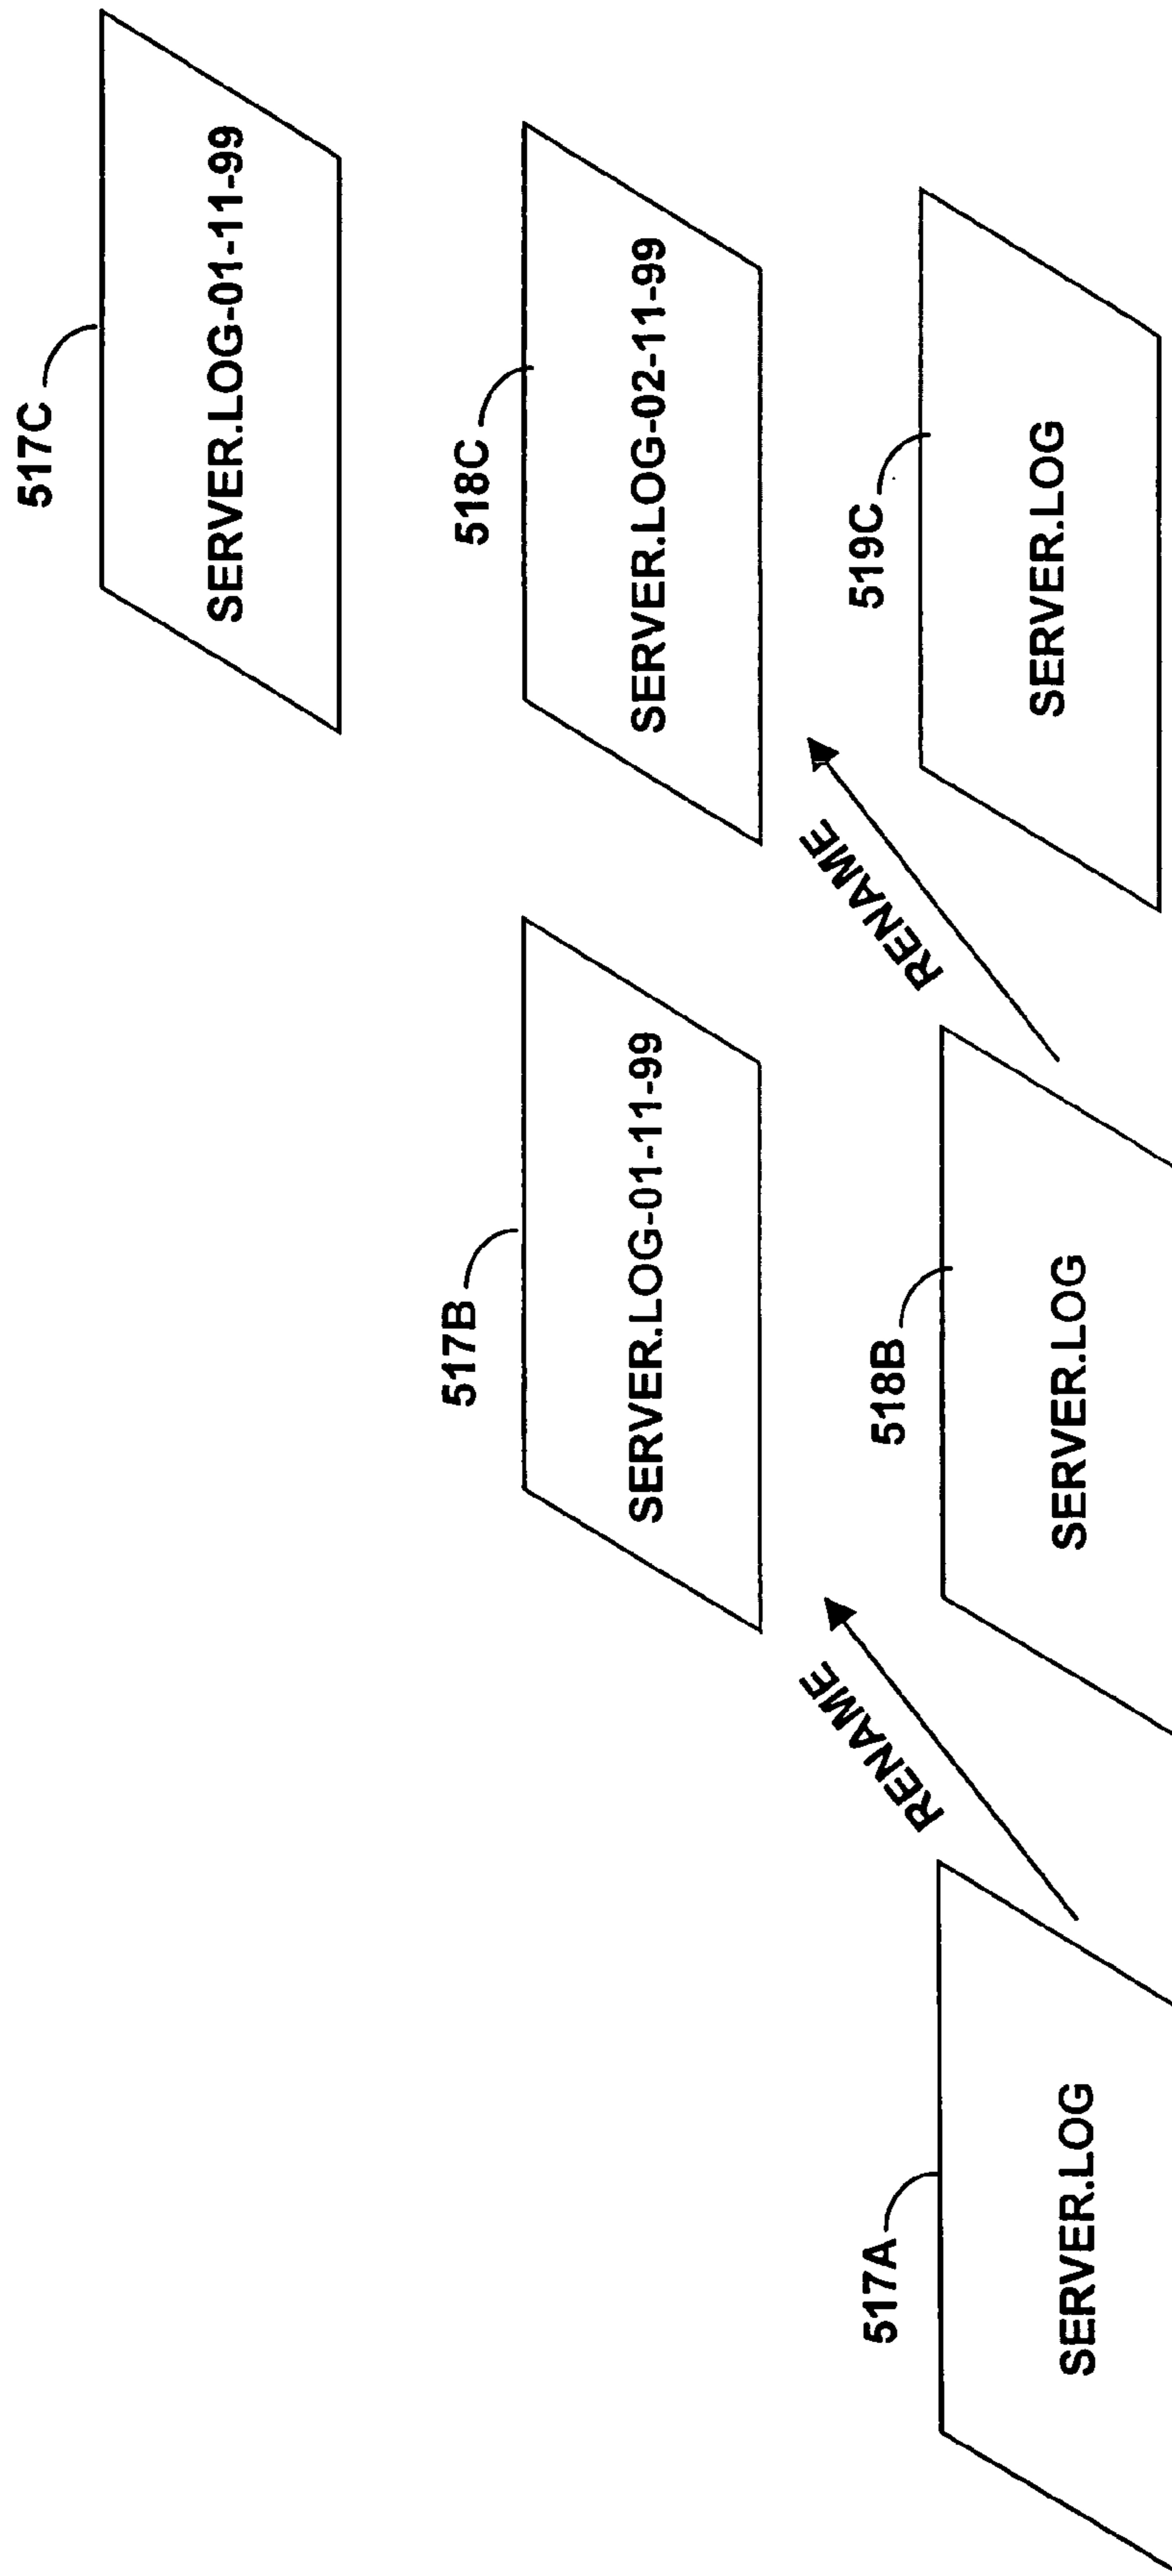 517C
SERVER.LOG-01-11-99
517B
518C
SERVER.LOG-01-11-99
SERVER.LOG-02-11-99
517A
RENAME
518B
RENAME
519C
SERVER.LOG
SERVER.LOG
SERVER.LOG